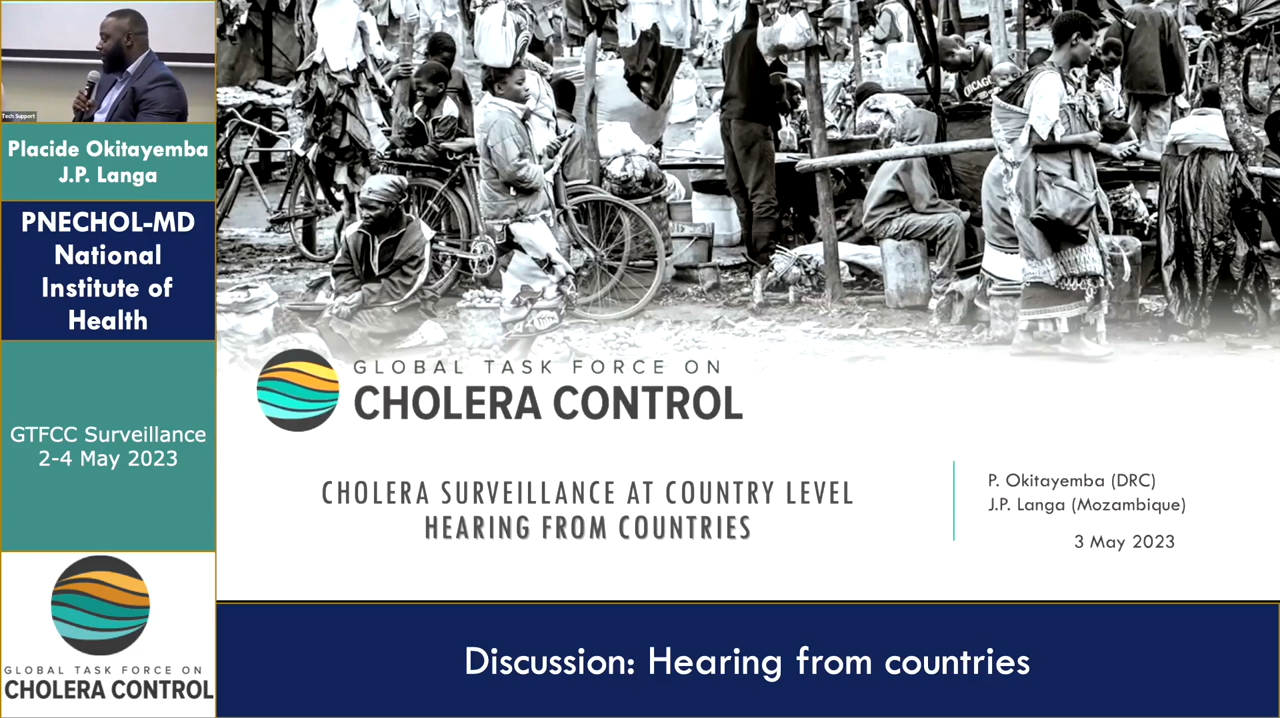 Tech Support
Placide Okitayemba
J.P. Langa
PNECHOL-MD
National
Institute of
Health
GTFCC Surveillance
2-4 May 2023
GLOBAL TASK FORCE ON
CHOLERA CONTROL
CHICAGO
GLOBAL TASK FORCE ON
CHOLERA CONTROL
CHOLERA SURVEILLANCE AT COUNTRY LEVEL
HEARING FROM COUNTRIES
P. Okitayemba (DRC)
J.P. Langa (Mozambique)
3 May 2023
Discussion: Hearing from countries